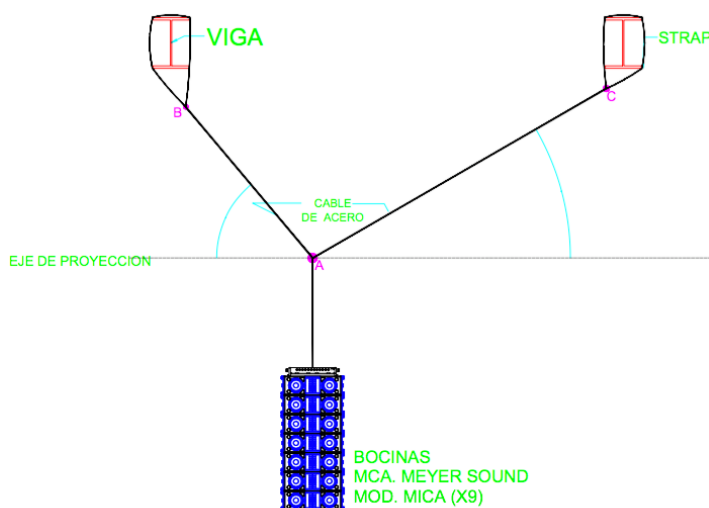 VIGA
STRAP
B
C
CABLE
DE ACERO
EJE DE PROYECCION
A
BOCINAS
MCA. MEYER SOUND
MOD. MICA (X9)